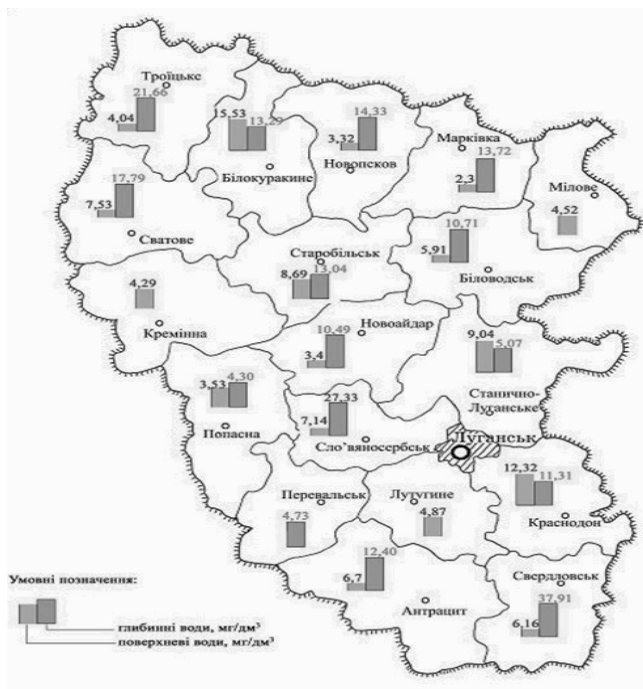 Троїцьке
21,66
4,04
15,53
13,29
Білокуракине
14,33
3,32
Новопсков
Марківка
13,72
2,3
Мілове
4,52
17,79
7,53
Сватове
Старобільськ
8,69
13,04
10,71
5,91
Біловодськ
4,29
Кремінна
Новоайдар
10,49
3,4
9,04
5,07
Станично-
Луганське
3,53
4,30
Попасна
27,33
7,14
Слов’яносербськ
Луганськ
12,32
11,31
Краснодон
Перевальськ
4,73
Лутугине
4,87
12,40
6,7
Антрацит
Свердловськ
37,91
6,16
Умовні позначення:
глибинні води, мг/дм³
поверхневі води, мг/дм³